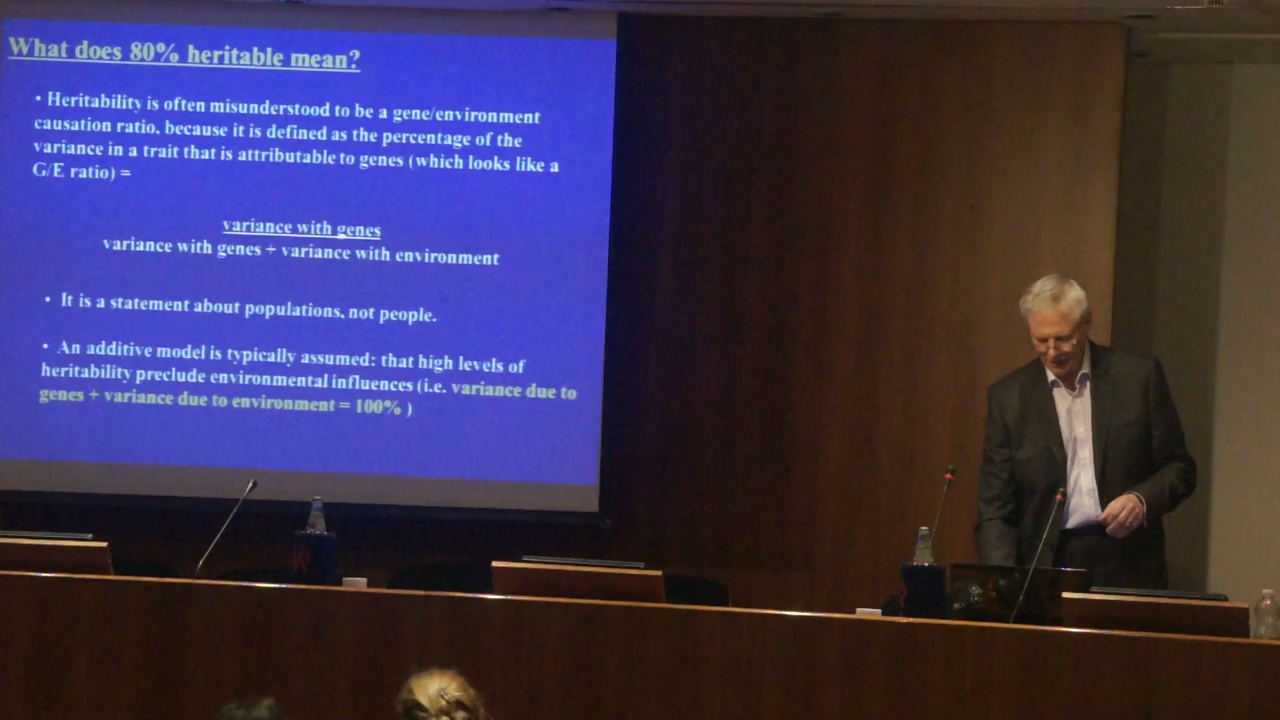 What does 80% heritable mean?
• Heritability is often misunderstood to be a gene/environment
causation ratio, because it is defined as the percentage of the
variance in a trait that is attributable to genes (which looks like a
G/E ratio) =
variance with genes
variance with genes + variance with environment
• It is a statement about populations, not people.
• An additive model is typically assumed: that high levels of
heritability preclude environmental influences (i.e. variance due to
genes + variance due to environment = 100% )